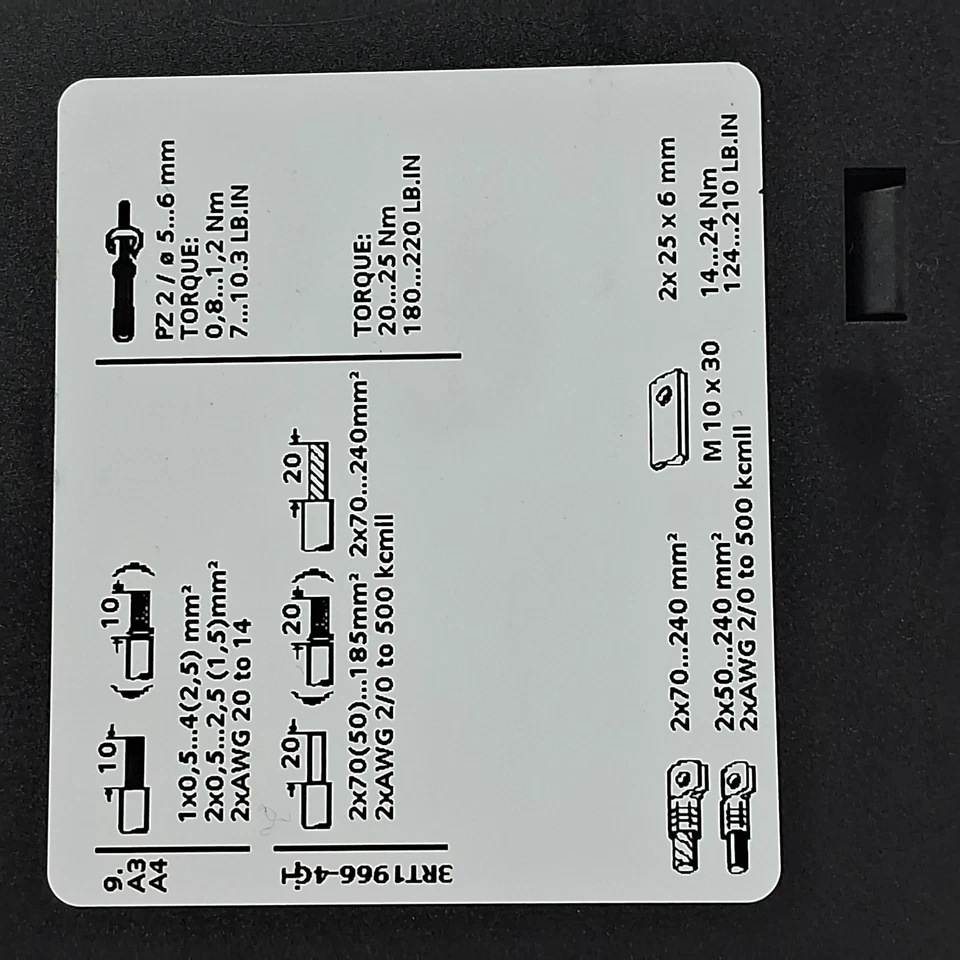 9.
A3
A4
10
10
1x0,5...4(2,5) mm²
2x0,5...2,5 (1,5)mm²
2xAWG 20 to 14
PZ 2 / ø 5...6 mm
TORQUE:
0,8...1,2 Nm
7...10.3 LB.IN
3RT1966-4G1
20
20
20
2x70(50)...185mm² 2x70...240mm²
2xAWG 2/0 to 500 kcmil
TORQUE:
20...25 Nm
180...220 LB.IN
2x70...240 mm²
2x50...240 mm²
2xAWG 2/0 to 500 kcmil
M 10 x 30
2x 25 x 6 mm
14...24 Nm
124...210 LB.IN